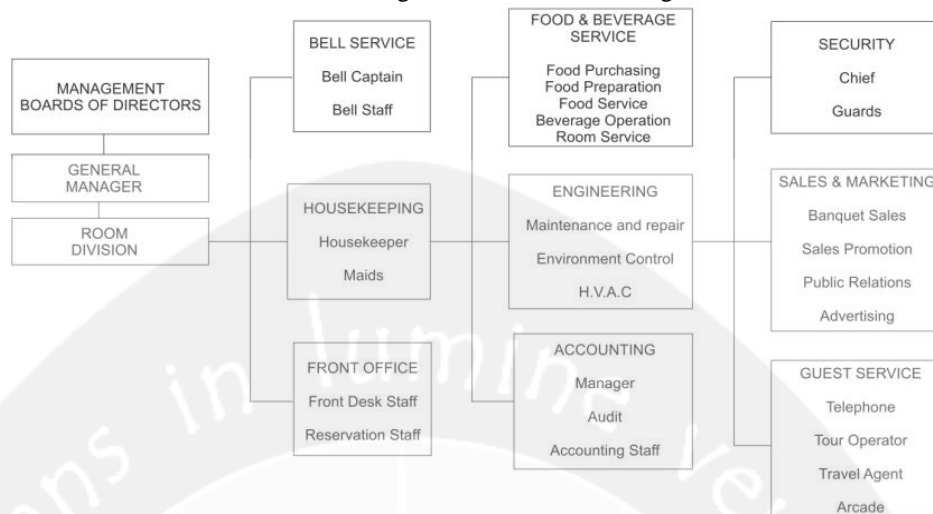 MANAGEMENT
BOARDS OF DIRECTORS
GENERAL
MANAGER
ROOM
DIVISION
BELL SERVICE
Bell Captain
Bell Staff
HOUSEKEEPING
Housekeeper
Maids
FRONT OFFICE
Front Desk Staff
Reservation Staff
FOOD & BEVERAGE
SERVICE
Food Purchasing
Food Preparation
Food Service
Beverage Operation
Room Service
ENGINEERING
Maintenance and repair
Environment Control
H.V.A.C
ACCOUNTING
Manager
Audit
Accounting Staff
SECURITY
Chief
Guards
SALES & MARKETING
Banquet Sales
Sales Promotion
Public Relations
Advertising
GUEST SERVICE
Telephone
Tour Operator
Travel Agent
Arcade
in lumine